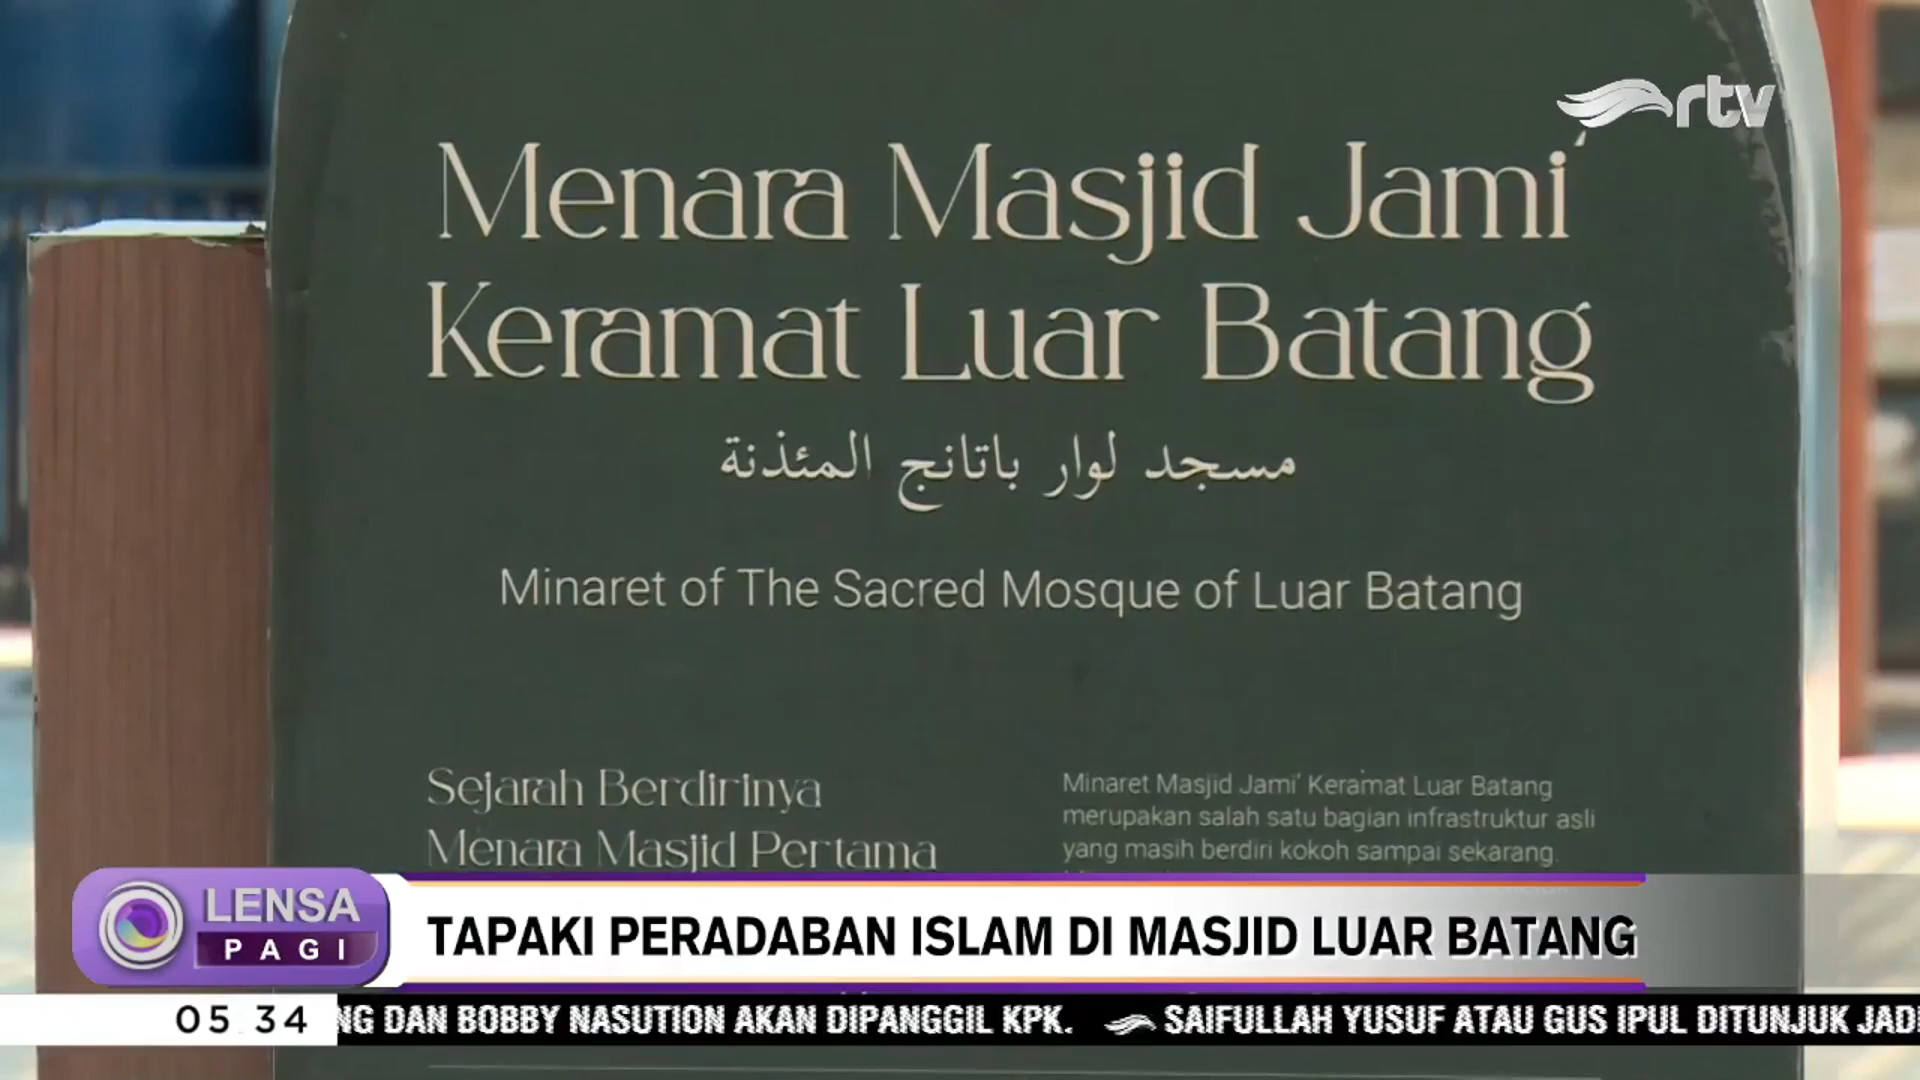 rtv
Menara Masjid Jami'
Keramat Luar Batang
مسجد لوار باتانج المئذنة
Minaret of The Sacred Mosque of Luar Batang
Sejarah Berdirinya
Menara Masjid Pertama
Minaret Masjid Jami' Keramat Luar Batang
merupakan salah satu bagian infrastruktur asli
yang masih berdiri kokoh sampai sekarang.
LENSA
PAGI
TAPAKI PERADABAN ISLAM DI MASJID LUAR BATANG
05 34
NG DAN BOBBY NASUTION AKAN DIPANGGIL KPK. SAIFULLAH YUSUF ATAU GUS IPUL DITUNJUK JADI